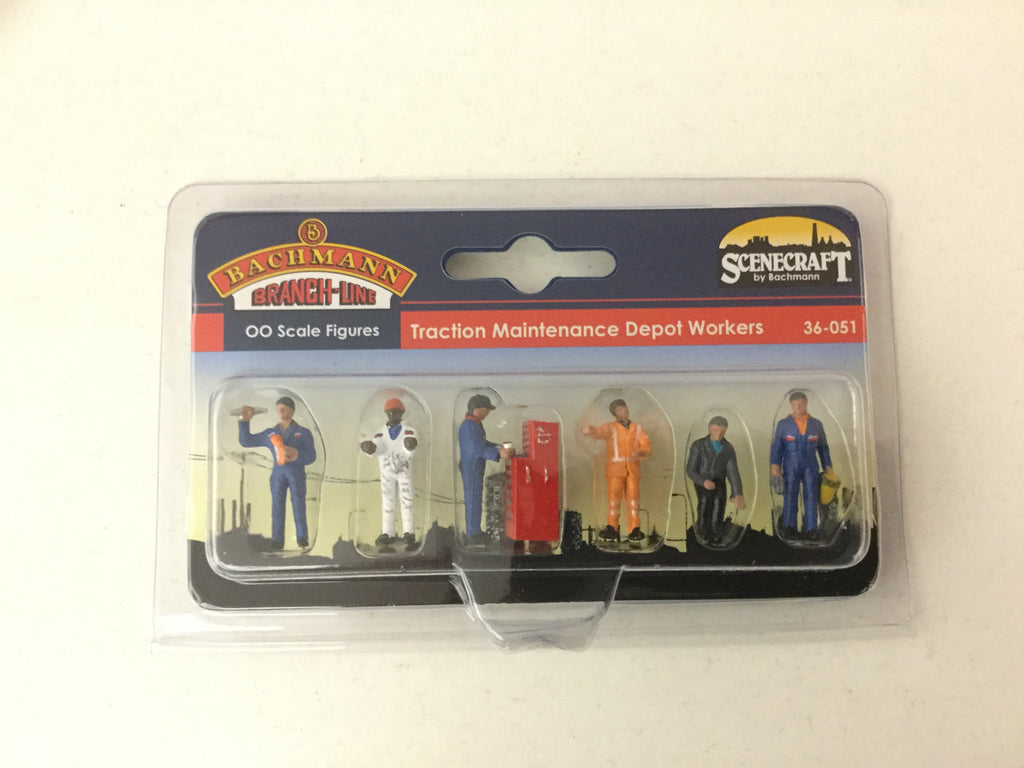 B
BACHMANN
BRANCH-LINE
SCENECRAFT
by Bachmann
OO Scale Figures
Traction Maintenance Depot Workers
36-051